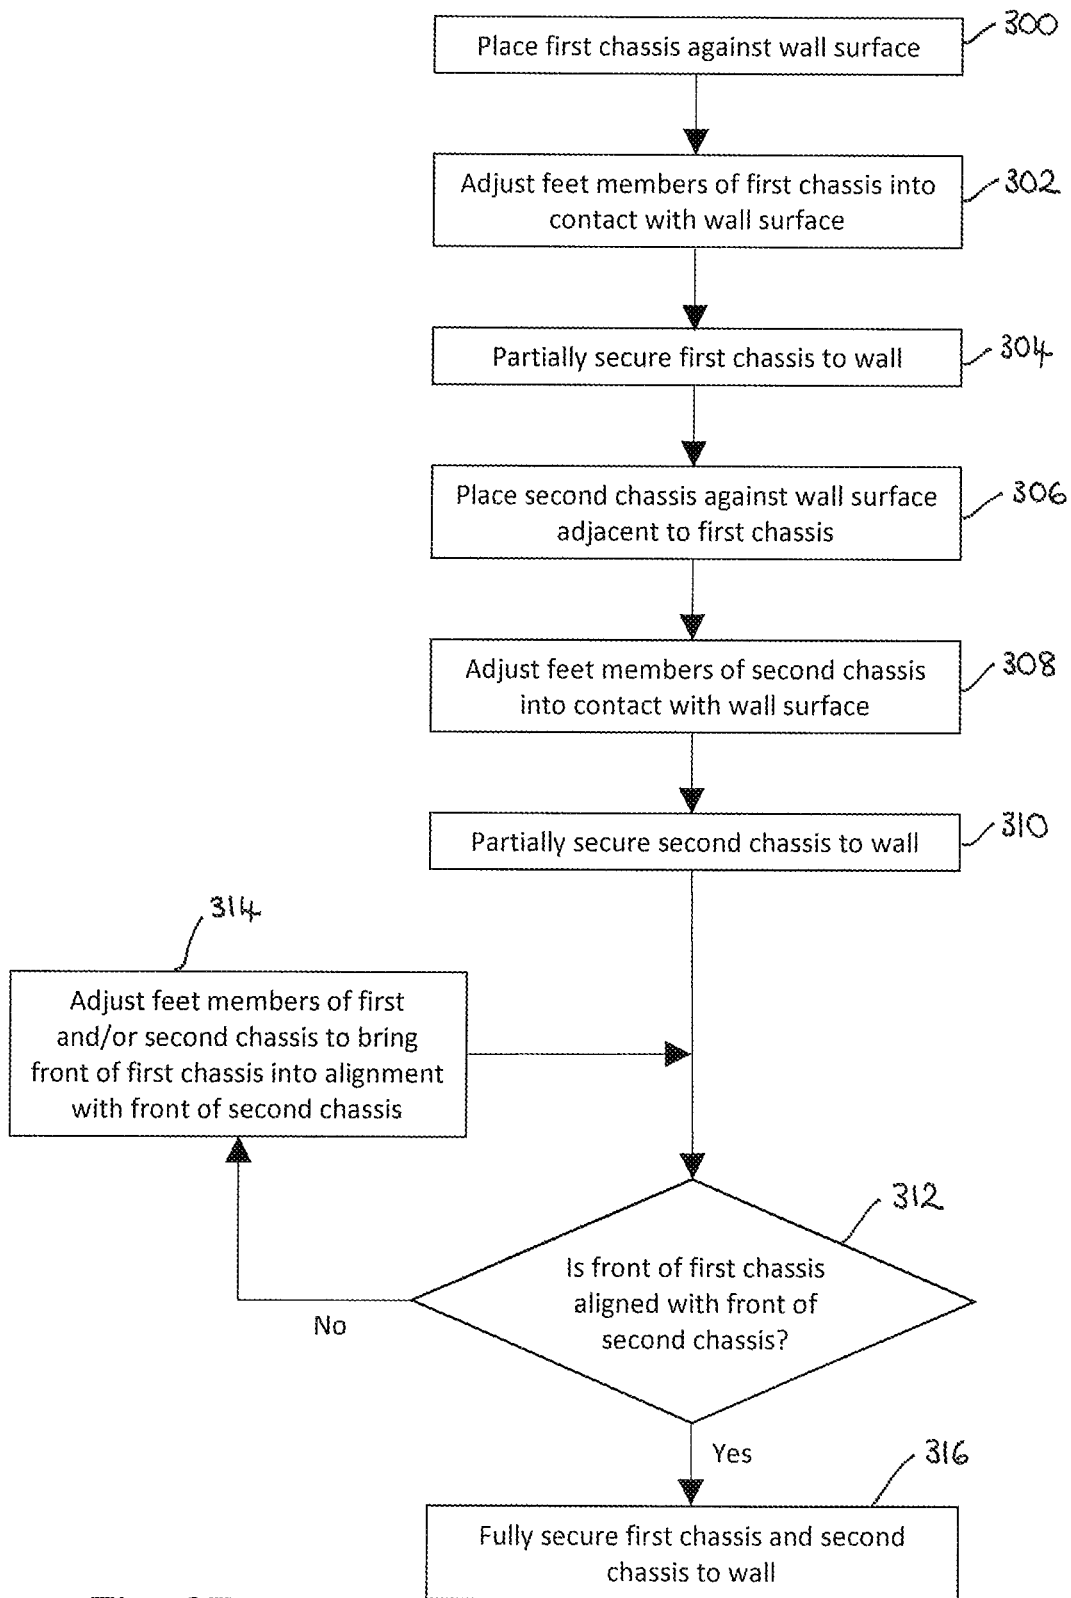 Place first chassis against wall surface
300
Adjust feet members of first chassis into
contact with wall surface
302
Partially secure first chassis to wall
304
Place second chassis against wall surface
adjacent to first chassis
306
Adjust feet members of second chassis
into contact with wall surface
308
Partially secure second chassis to wall
310
314
Adjust feet members of first
and/or second chassis to bring
front of first chassis into alignment
with front of second chassis
312
Is front of first chassis
aligned with front of
second chassis?
No
Yes
316
Fully secure first chassis and second
chassis to wall